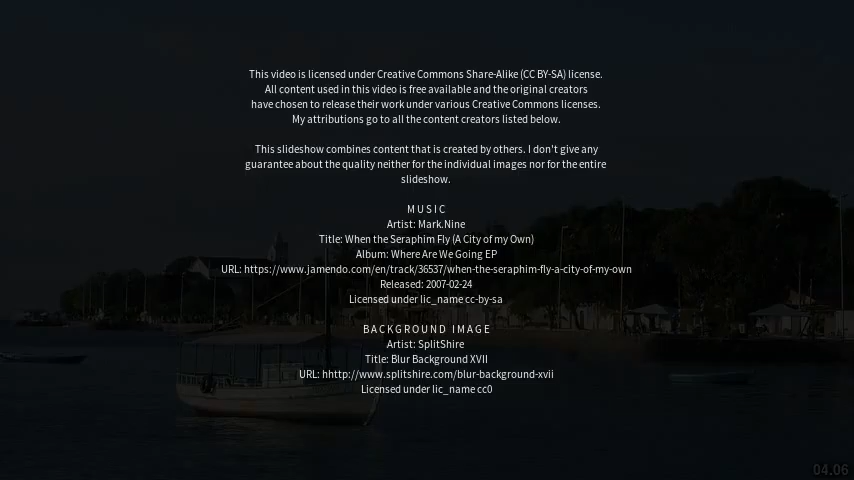 This video is licensed under Creative Commons Share-Alike (CC BY-SA) license.
All content used in this video is free available and the original creators
have chosen to release their work under various Creative Commons licenses.
My attributions go to all the content creators listed below.
This slideshow combines content that is created by others. I don't give any
guarantee about the quality neither for the individual images nor for the entire
slideshow.
MUSIC
Artist: Mark.Nine
Title: When the Seraphim Fly (A City of my Own)
Album: Where Are We Going EP
URL: https://www.jamendo.com/en/track/36537/when-the-seraphim-fly-a-city-of-my-own
Released: 2007-02-24
Licensed under lic_name cc-by-sa
BACKGROUND IMAGE
Artist: SplitShire
Title: Blur Background XVII
URL: hhttp://www.splitshire.com/blur-background-xvii
Licensed under lic_name cc0
04.06